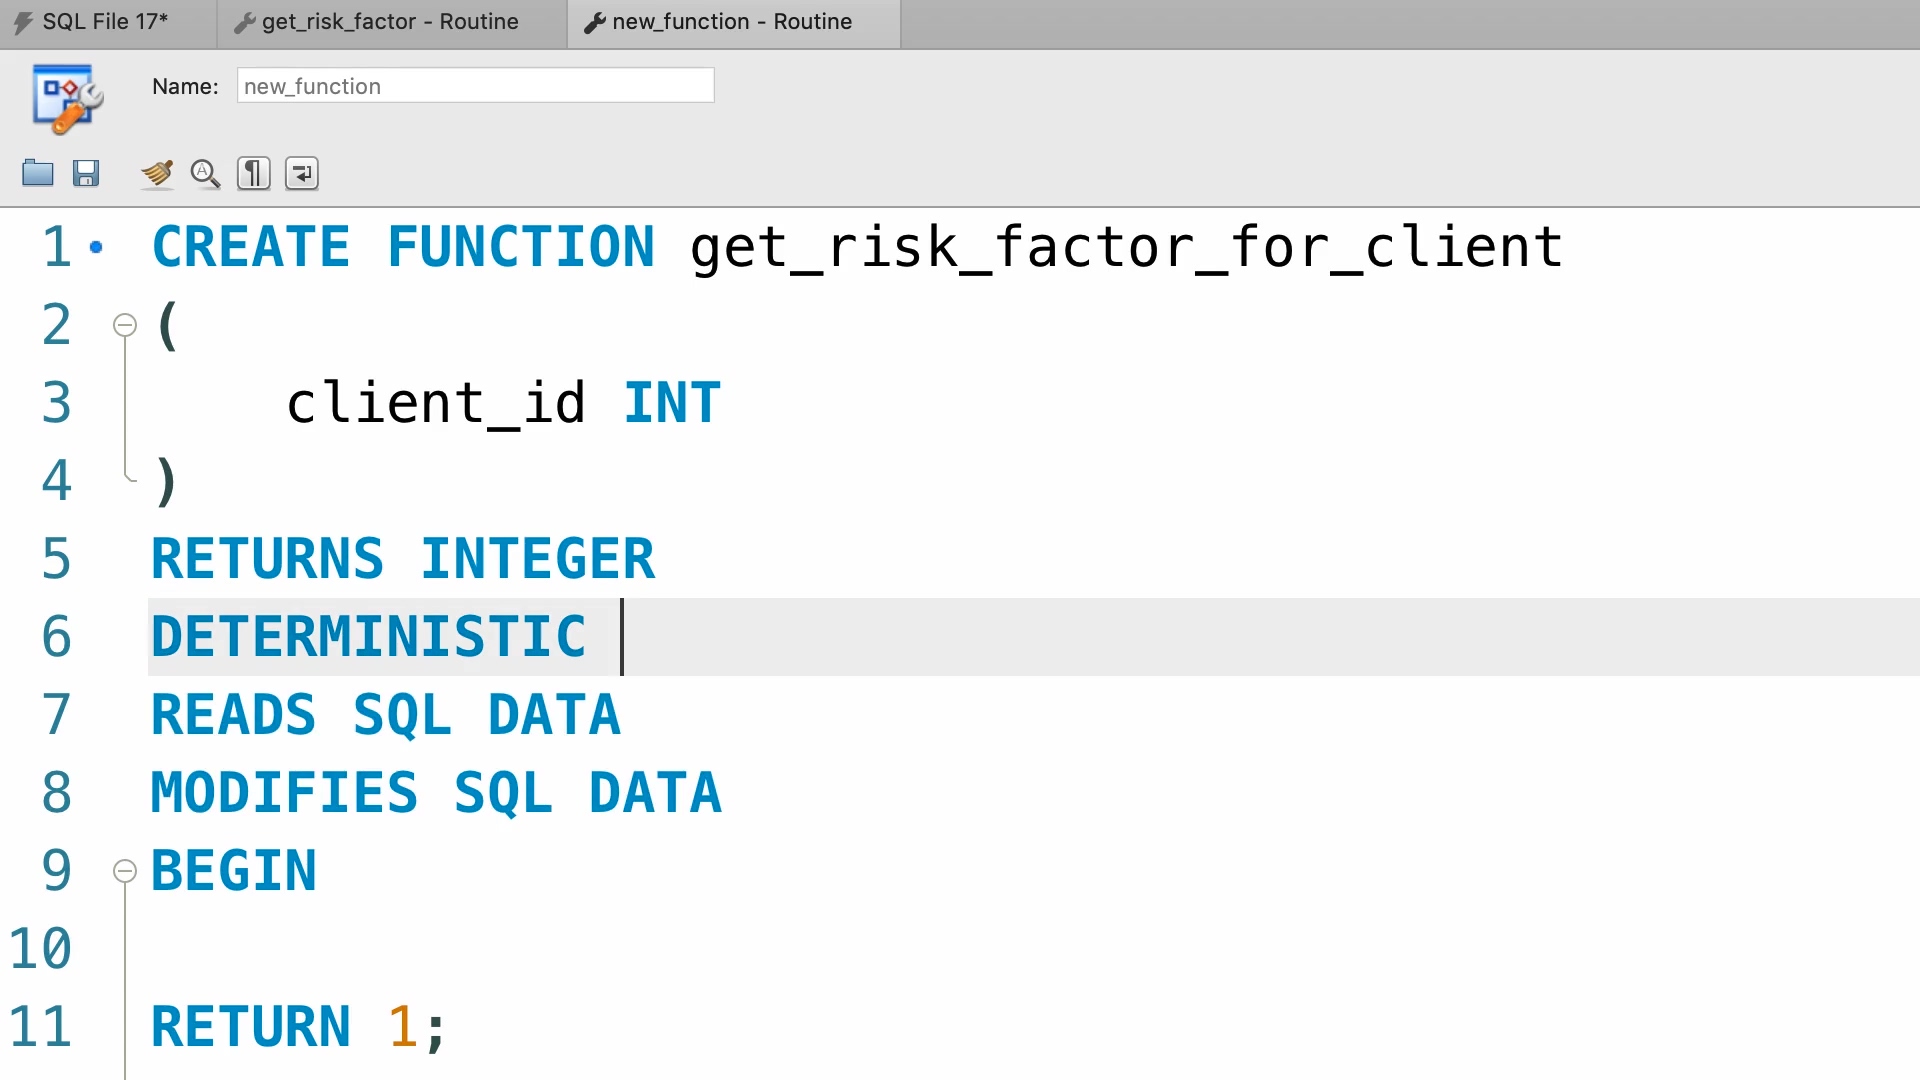 SQL File 17*
get_risk_factor - Routine
new_function - Routine
Name: new_function
1 CREATE FUNCTION get_risk_factor_for_client
2 (
3 client_id INT
4 )
5 RETURNS INTEGER
6 DETERMINISTIC
7 READS SQL DATA
8 MODIFIES SQL DATA
9 BEGIN
10
11 RETURN 1;